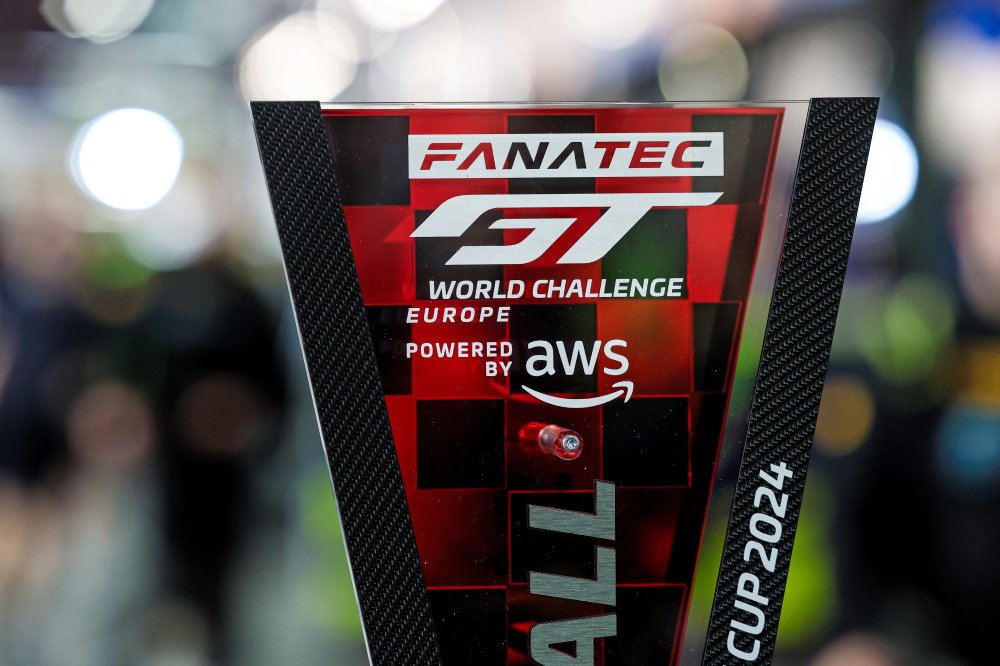 FANATEC
GT
WORLD CHALLENGE
EUROPE
POWERED
BY
aws
ALL
CUP 2024